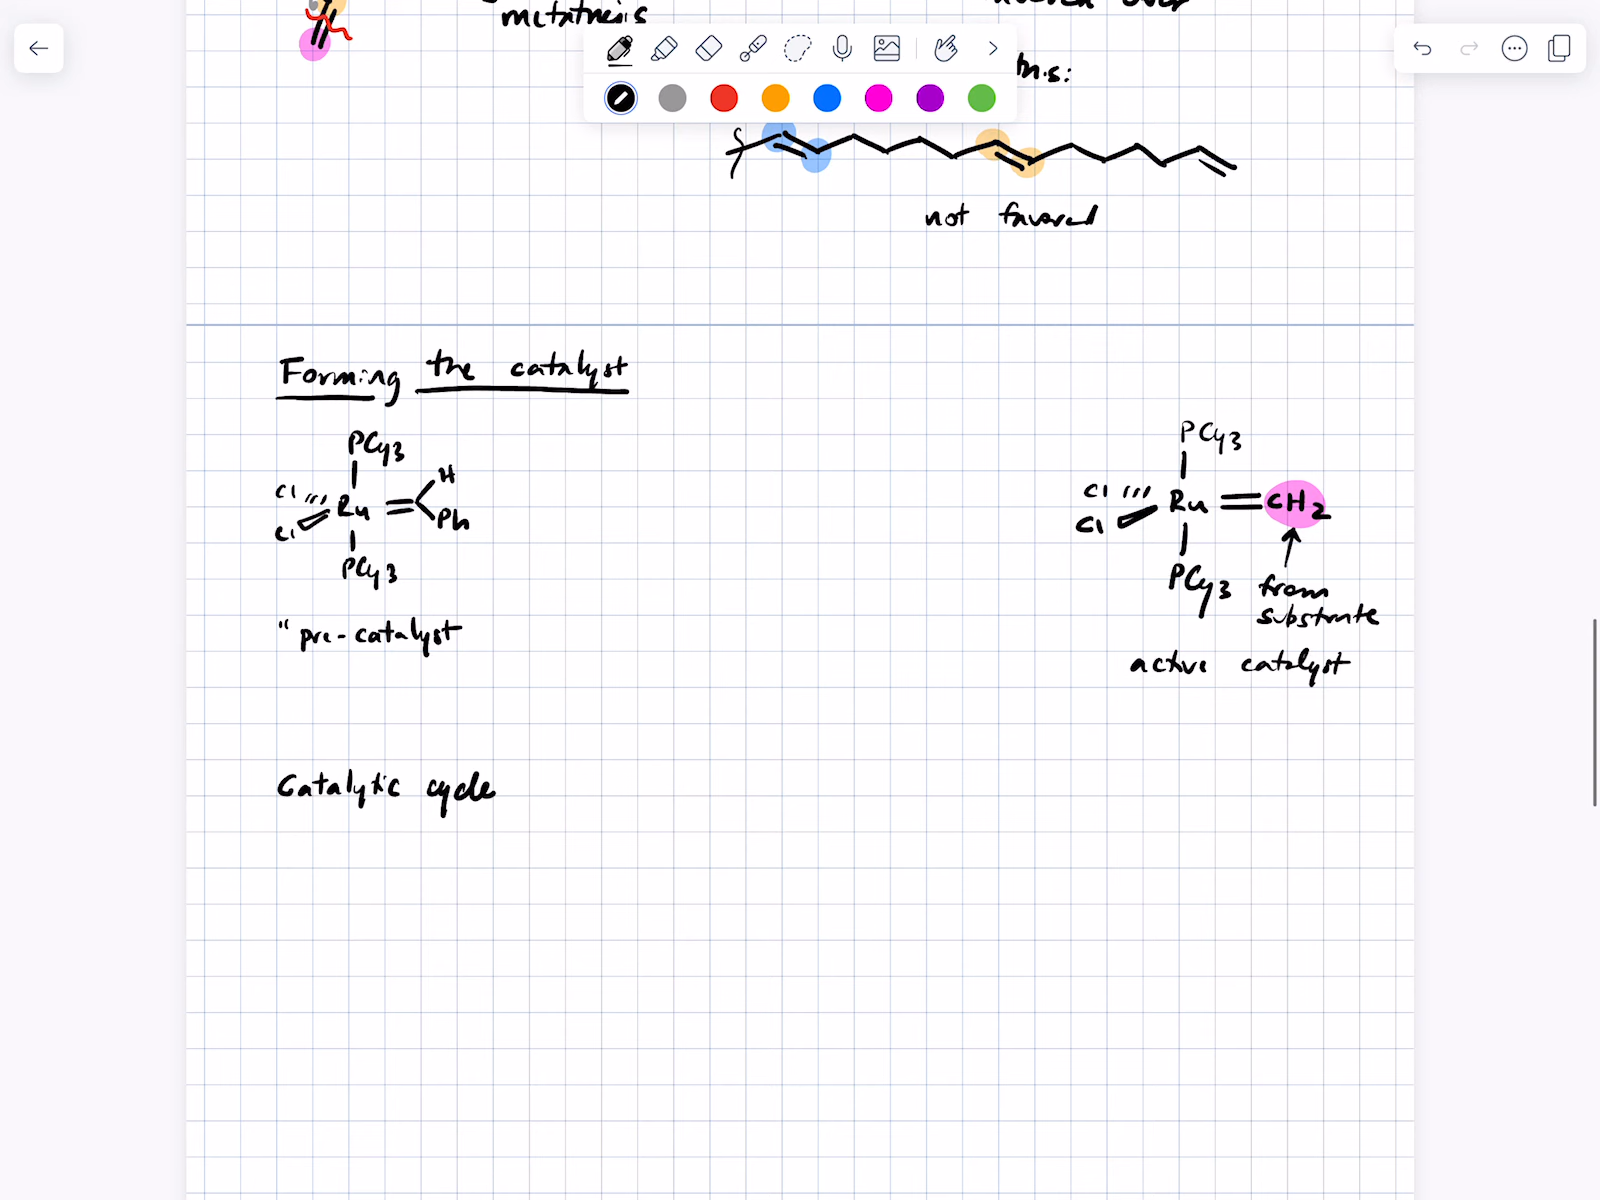 metathesis
not favored
Forming the catalyst
PCy3
Cl
Ru
H
Ph
Cl
PCy3
"pre-catalyst
PCy3
Cl
Ru
CH2
Cl
PCy3
from
substrate
active catalyst
Catalytic cycle